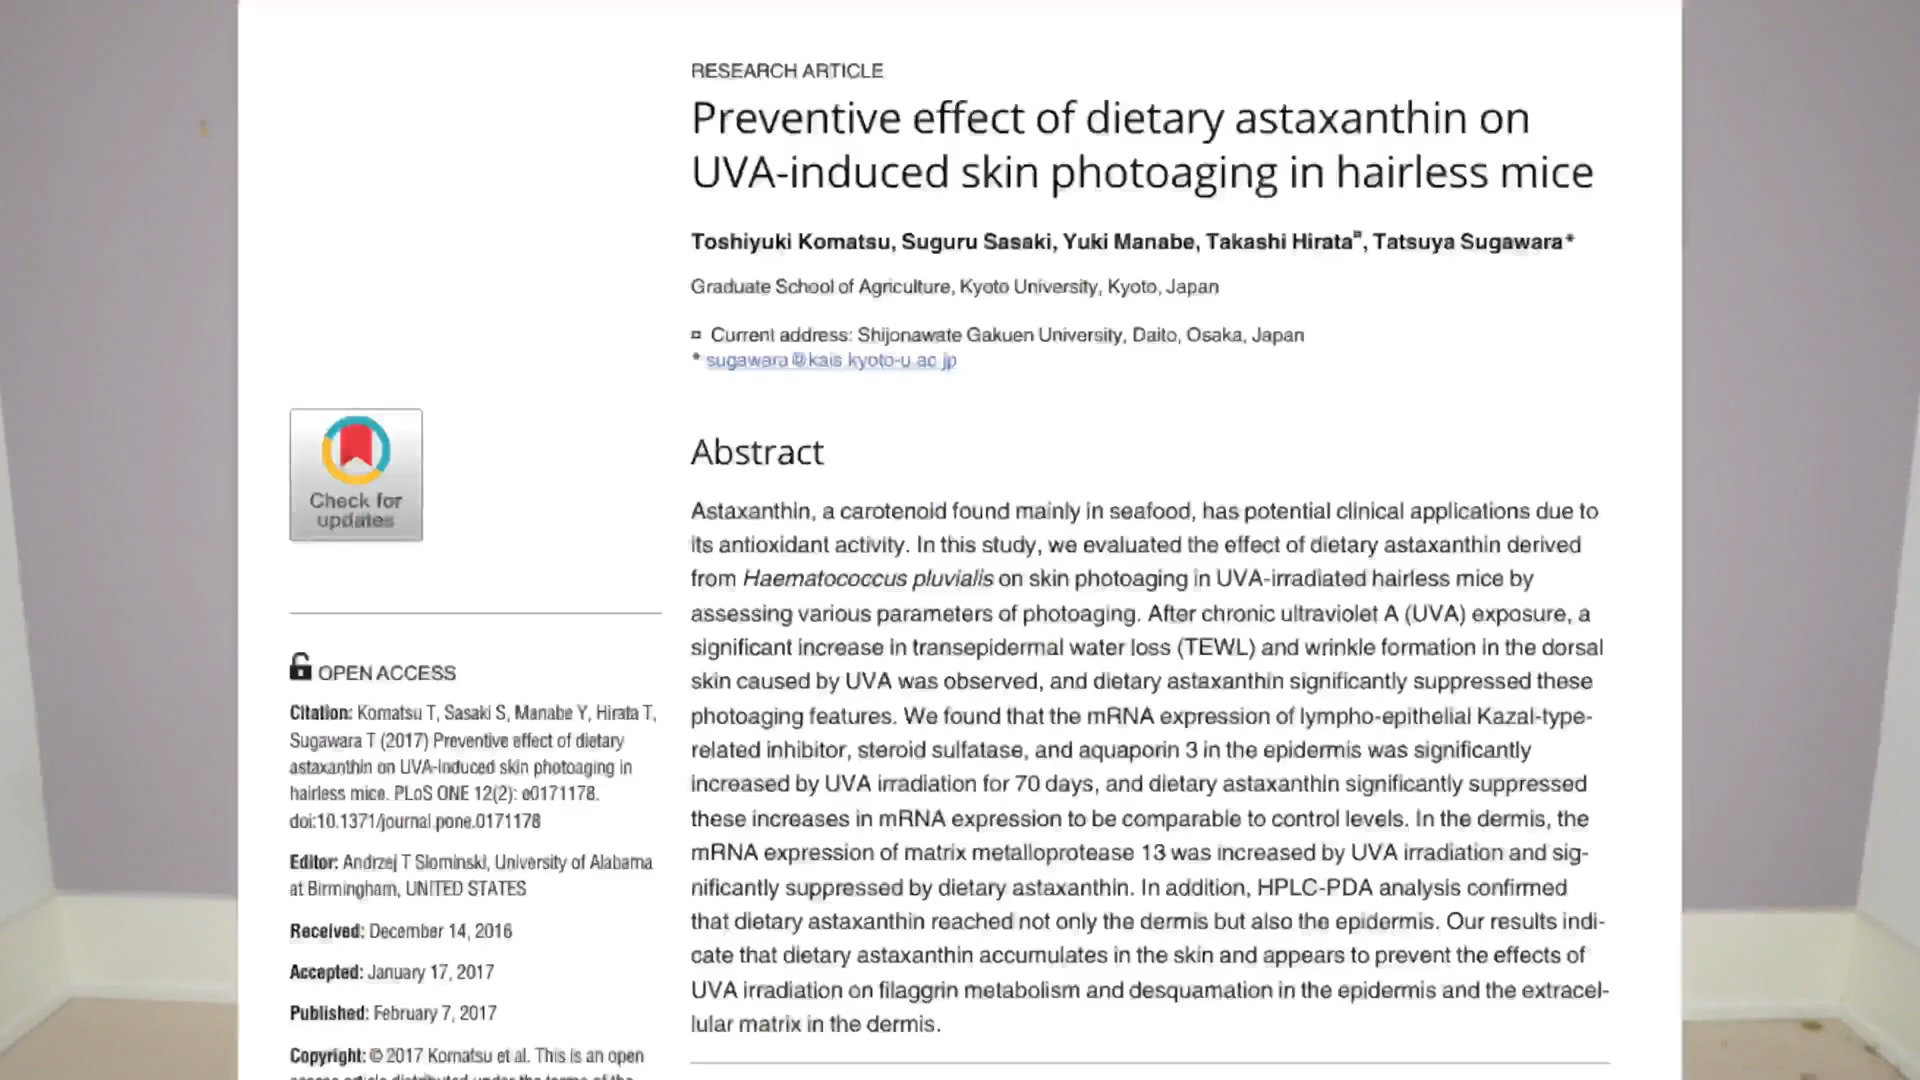 RESEARCH ARTICLE
Preventive effect of dietary astaxanthin on
UVA-induced skin photoaging in hairless mice
Toshiyuki Komatsu, Suguru Sasaki, Yuki Manabe, Takashi Hirata¤, Tatsuya Sugawara*
Graduate School of Agriculture, Kyoto University, Kyoto, Japan
¤ Current address: Shijonawate Gakuen University, Daito, Osaka, Japan
* sugawara@kais.kyoto-u.ac.jp
Abstract
Astaxanthin, a carotenoid found mainly in seafood, has potential clinical applications due to
its antioxidant activity. In this study, we evaluated the effect of dietary astaxanthin derived
from Haematococcus pluvialis on skin photoaging in UVA-irradiated hairless mice by
assessing various parameters of photoaging. After chronic ultraviolet A (UVA) exposure, a
significant increase in transepidermal water loss (TEWL) and wrinkle formation in the dorsal
skin caused by UVA was observed, and dietary astaxanthin significantly suppressed these
photoaging features. We found that the mRNA expression of lympho-epithelial Kazal-type-
related inhibitor, steroid sulfatase, and aquaporin 3 in the epidermis was significantly
increased by UVA irradiation for 70 days, and dietary astaxanthin significantly suppressed
these increases in mRNA expression to be comparable to control levels. In the dermis, the
mRNA expression of matrix metalloprotease 13 was increased by UVA irradiation and sig-
nificantly suppressed by dietary astaxanthin. In addition, HPLC-PDA analysis confirmed
that dietary astaxanthin reached not only the dermis but also the epidermis. Our results indi-
cate that dietary astaxanthin accumulates in the skin and appears to prevent the effects of
UVA irradiation on filaggrin metabolism and desquamation in the epidermis and the extracel-
lular matrix in the dermis.
Check for
updates
OPEN ACCESS
Citation: Komatsu T, Sasaki S, Manabe Y, Hirata T,
Sugawara T (2017) Preventive effect of dietary
astaxanthin on UVA-induced skin photoaging in
hairless mice. PLoS ONE 12(2): e0171178.
doi:10.1371/journal.pone.0171178
Editor: Andrzej T Slominski, University of Alabama
at Birmingham, UNITED STATES
Received: December 14, 2016
Accepted: January 17, 2017
Published: February 7, 2017
Copyright: © 2017 Komatsu et al. This is an open
access article distributed under the terms of the